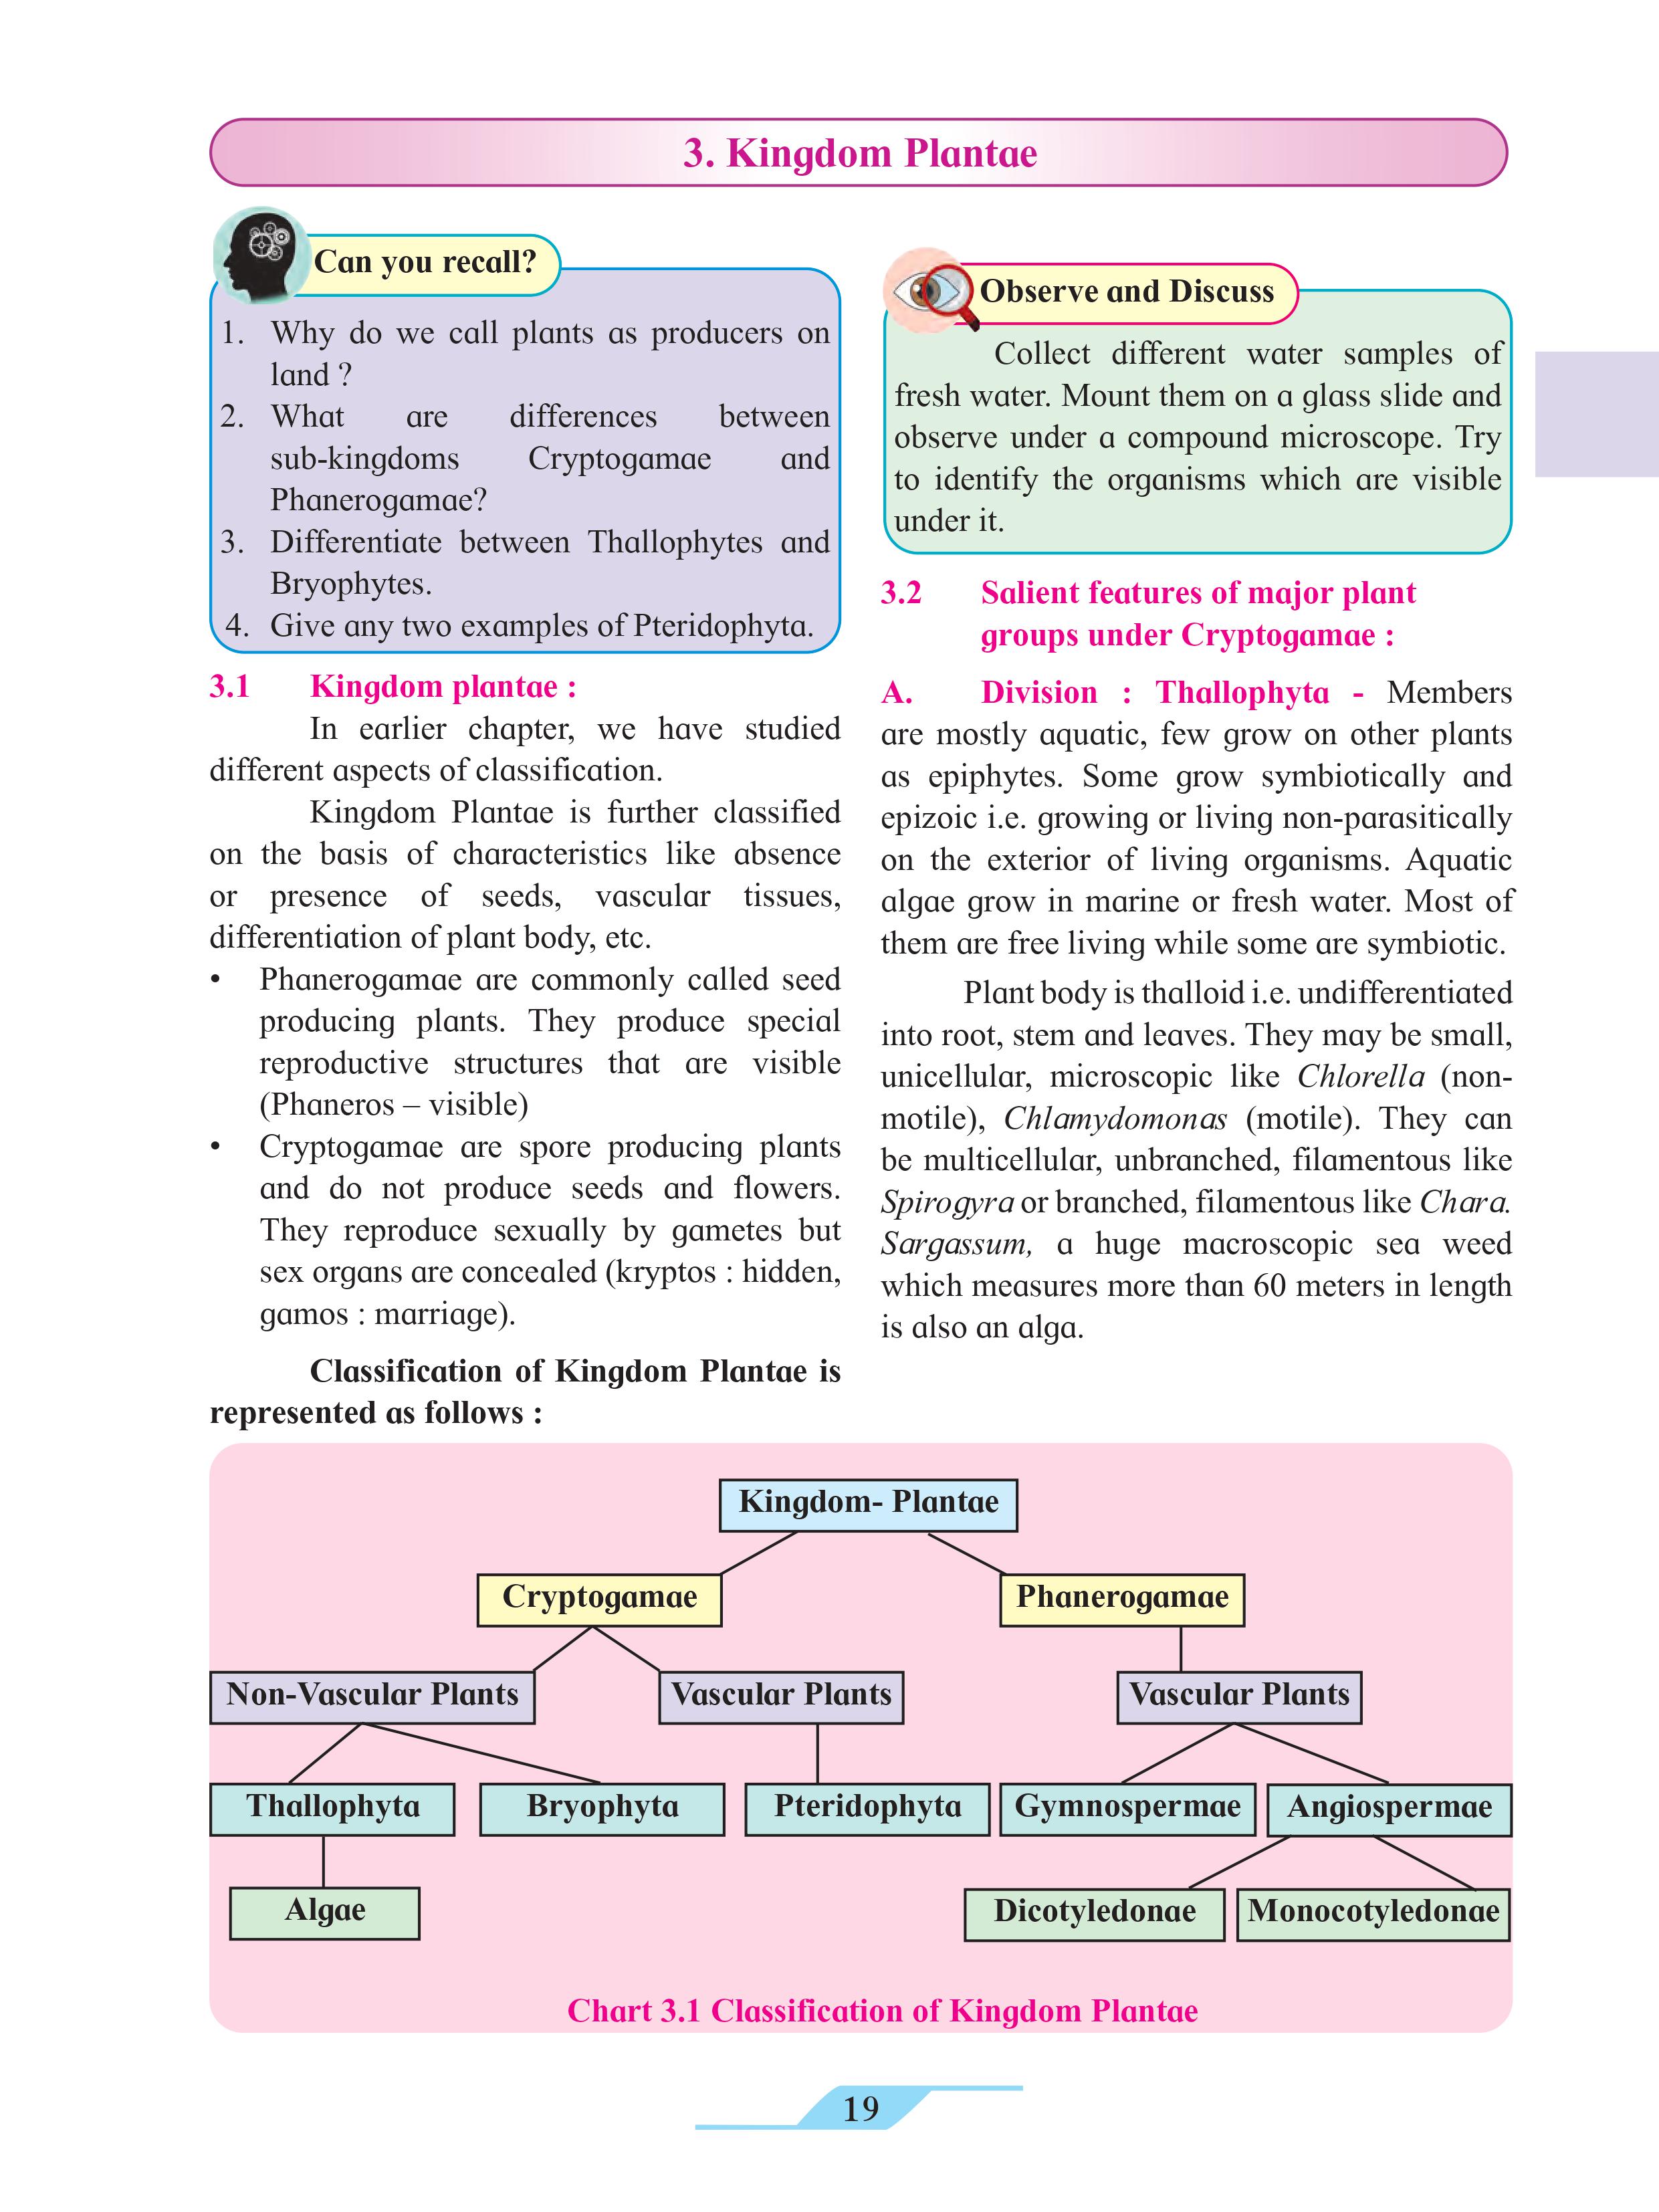 3. Kingdom Plantae
Can you recall?
1. Why do we call plants as producers on
land ?
2. What are differences between
sub-kingdoms Cryptogamae and
Phanerogamae?
3. Differentiate between Thallophytes and
Bryophytes.
4. Give any two examples of Pteridophyta.
3.1 Kingdom plantae :
In earlier chapter, we have studied
different aspects of classification.
Kingdom Plantae is further classified
on the basis of characteristics like absence
or presence of seeds, vascular tissues,
differentiation of plant body, etc.
• Phanerogamae are commonly called seed
producing plants. They produce special
reproductive structures that are visible
(Phaneros – visible)
• Cryptogamae are spore producing plants
and do not produce seeds and flowers.
They reproduce sexually by gametes but
sex organs are concealed (kryptos : hidden,
gamos : marriage).
Classification of Kingdom Plantae is
represented as follows :
Observe and Discuss
Collect different water samples of
fresh water. Mount them on a glass slide and
observe under a compound microscope. Try
to identify the organisms which are visible
under it.
3.2 Salient features of major plant
groups under Cryptogamae :
A. Division : Thallophyta - Members
are mostly aquatic, few grow on other plants
as epiphytes. Some grow symbiotically and
epizoic i.e. growing or living non-parasitically
on the exterior of living organisms. Aquatic
algae grow in marine or fresh water. Most of
them are free living while some are symbiotic.
Plant body is thalloid i.e. undifferentiated
into root, stem and leaves. They may be small,
unicellular, microscopic like Chlorella (non-
motile), Chlamydomonas (motile). They can
be multicellular, unbranched, filamentous like
Spirogyra or branched, filamentous like Chara.
Sargassum, a huge macroscopic sea weed
which measures more than 60 meters in length
is also an alga.
Kingdom- Plantae
Cryptogamae Phanerogamae
Non-Vascular Plants Vascular Plants Vascular Plants
Thallophyta Bryophyta Pteridophyta Gymnospermae Angiospermae
Algae Dicotyledonae Monocotyledonae
Chart 3.1 Classification of Kingdom Plantae
19